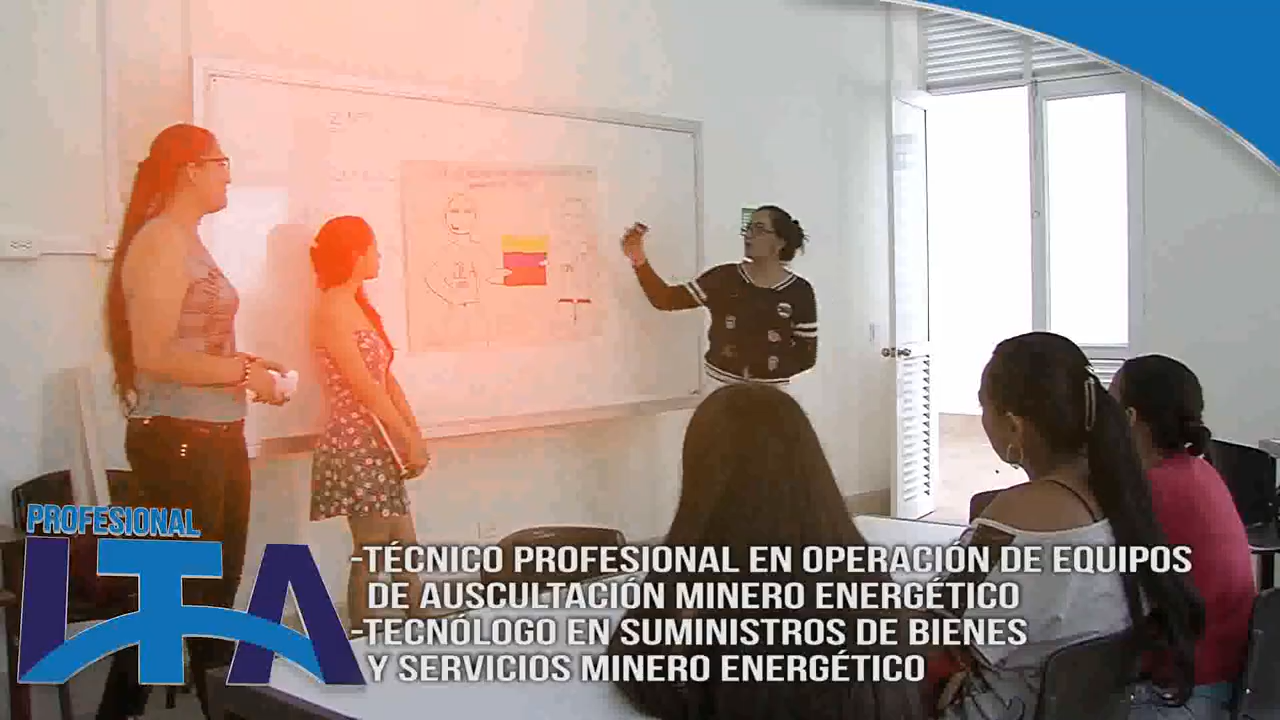 PROFESIONAL
ITA
-TÉCNICO PROFESIONAL EN OPERACIÓN DE EQUIPOS
DE AUSCULTACIÓN MINERO ENERGÉTICO
-TECNÓLOGO EN SUMINISTROS DE BIENES
Y SERVICIOS MINERO ENERGÉTICO